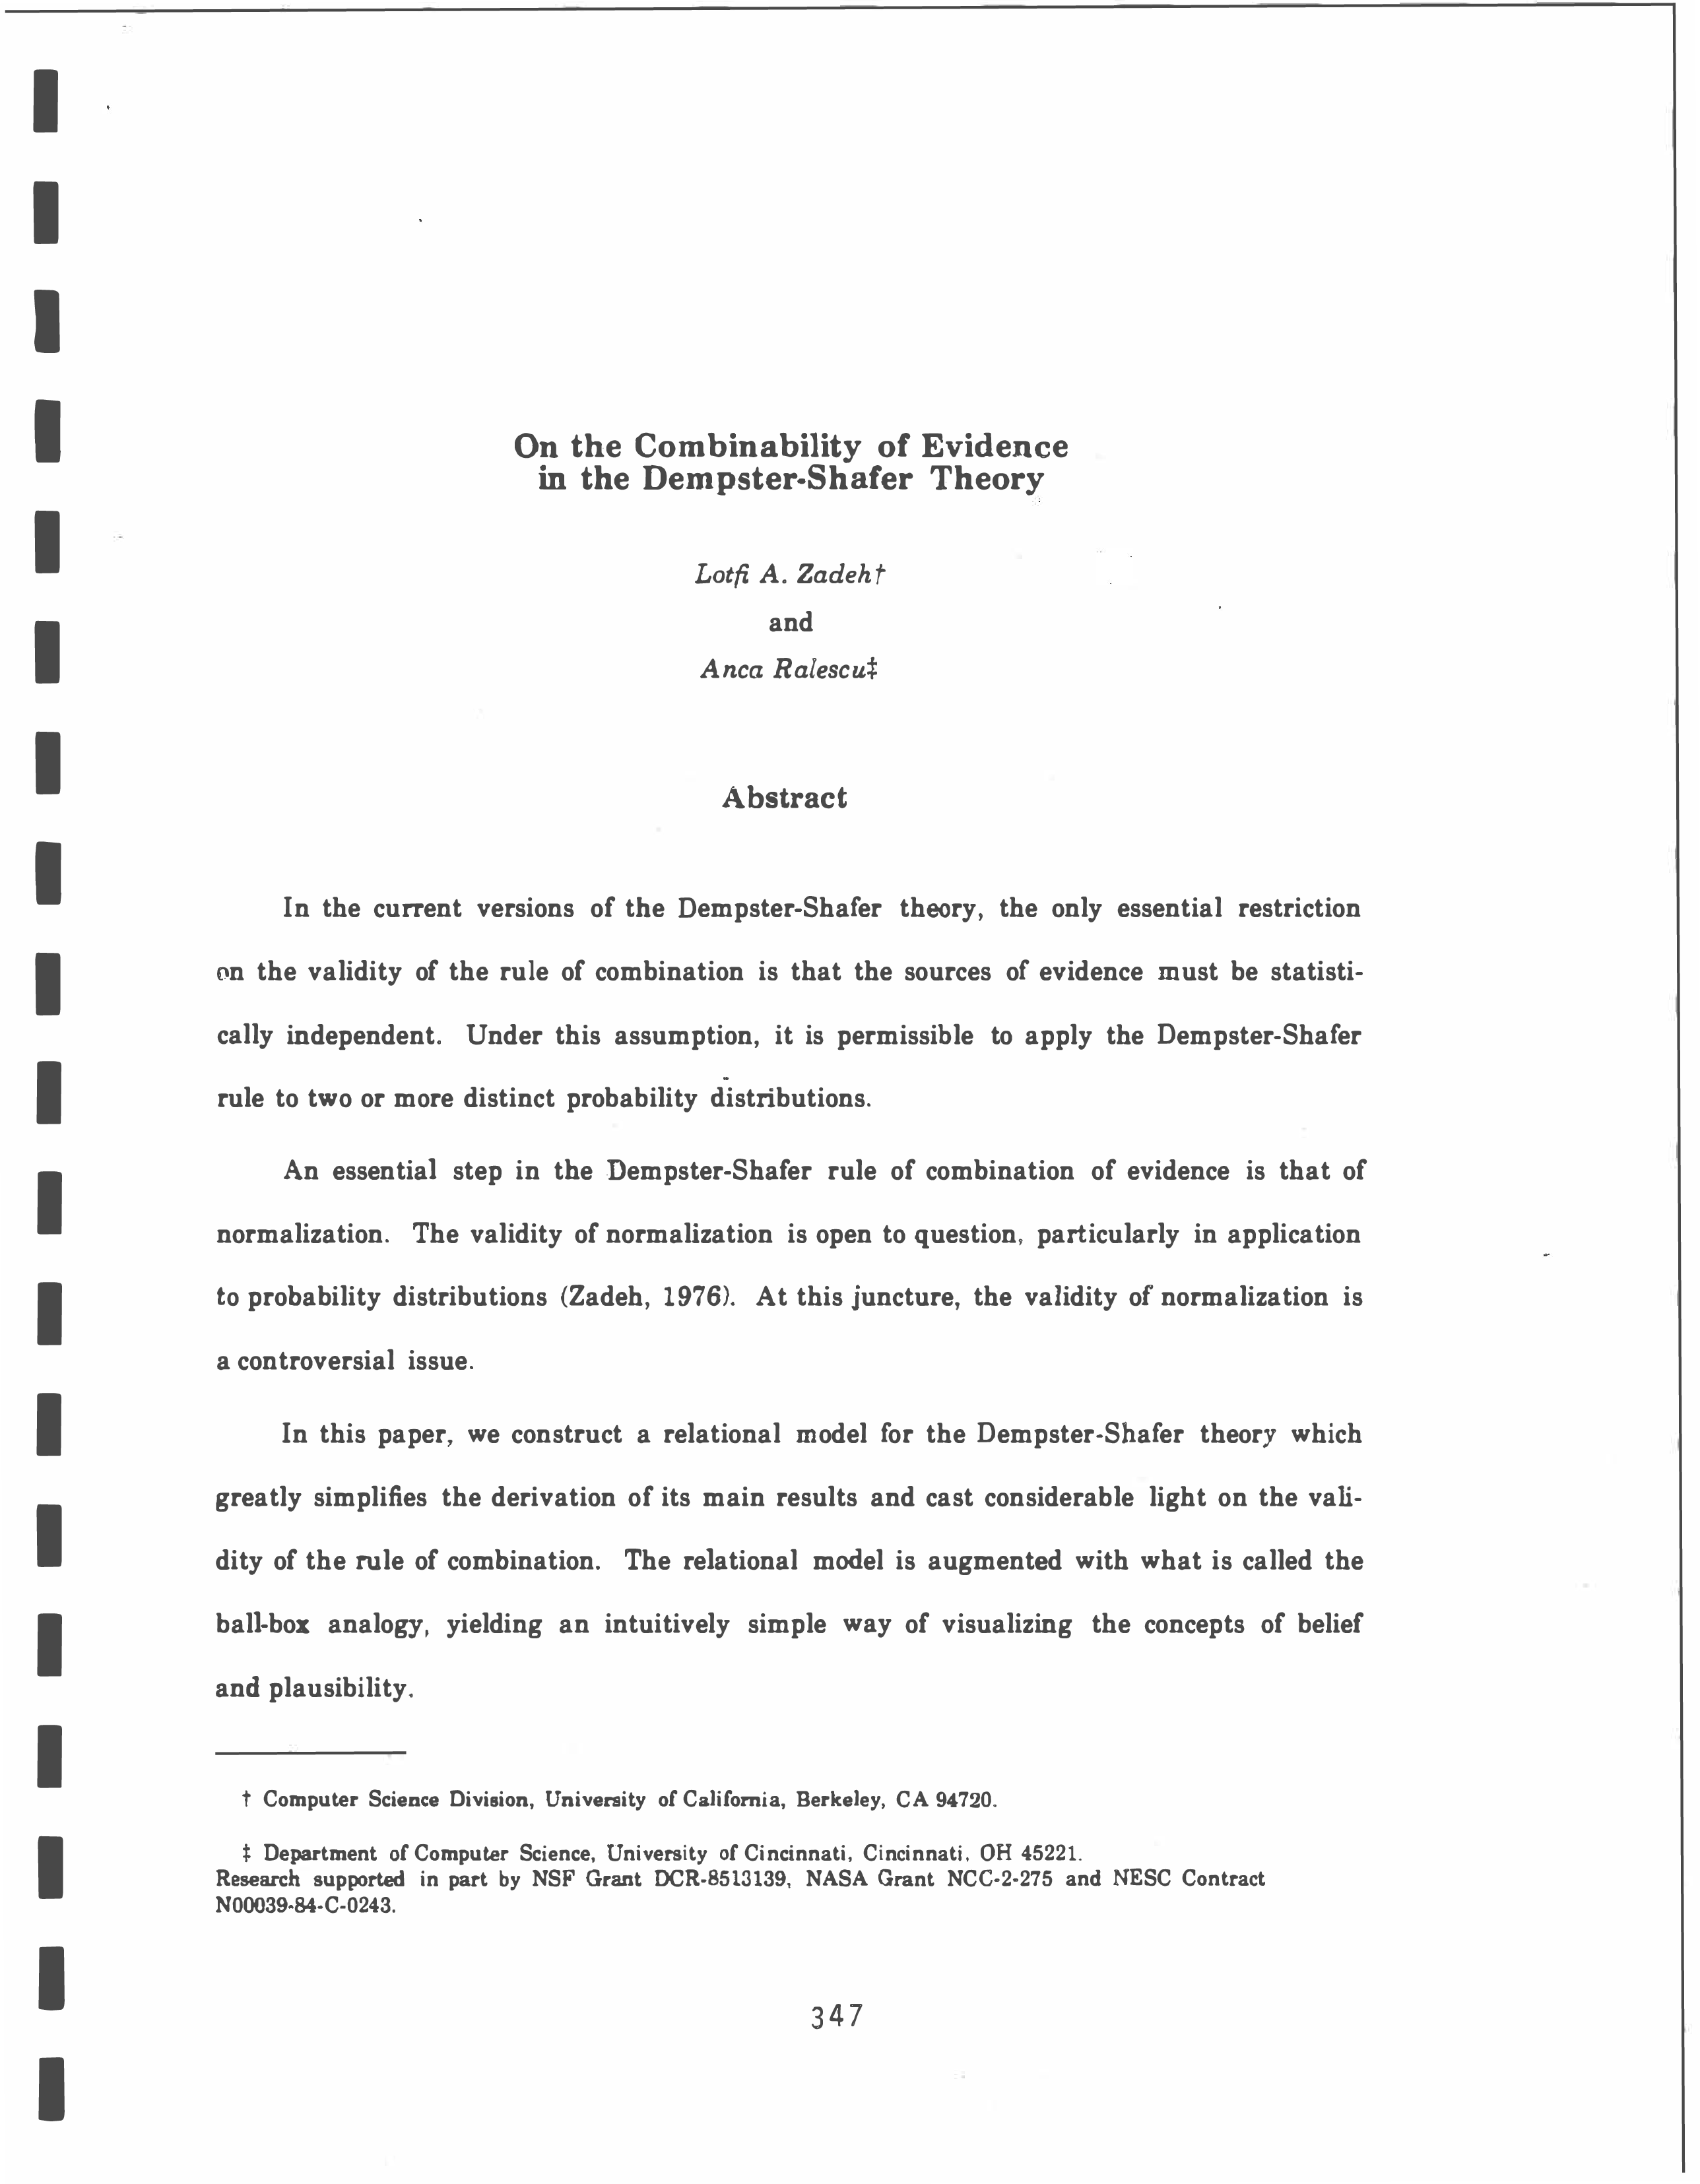 On the Combinability of Evidence
in the Dempster-Shafer Theory
Lotfi A. Zadeh†
and
Anca Ralescu‡
Abstract
In the current versions of the Dempster-Shafer theory, the only essential restriction
on the validity of the rule of combination is that the sources of evidence must be statisti-
cally independent. Under this assumption, it is permissible to apply the Dempster-Shafer
rule to two or more distinct probability distributions.
An essential step in the Dempster-Shafer rule of combination of evidence is that of
normalization. The validity of normalization is open to question, particularly in application
to probability distributions (Zadeh, 1976). At this juncture, the validity of normalization is
a controversial issue.
In this paper, we construct a relational model for the Dempster-Shafer theory which
greatly simplifies the derivation of its main results and cast considerable light on the vali-
dity of the rule of combination. The relational model is augmented with what is called the
ball-box analogy, yielding an intuitively simple way of visualizing the concepts of belief
and plausibility.
† Computer Science Division, University of California, Berkeley, CA 94720.
‡ Department of Computer Science, University of Cincinnati, Cincinnati, OH 45221.
Research supported in part by NSF Grant DCR-8513139, NASA Grant NCC-2-275 and NESC Contract
N00039-84-C-0243.
347